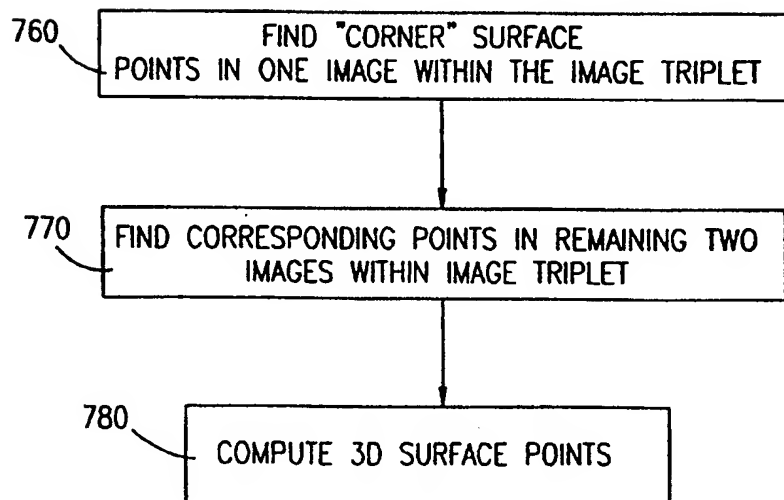 760
FIND "CORNER" SURFACE
POINTS IN ONE IMAGE WITHIN THE IMAGE TRIPLET
770
FIND CORRESPONDING POINTS IN REMAINING TWO
IMAGES WITHIN IMAGE TRIPLET
780
COMPUTE 3D SURFACE POINTS